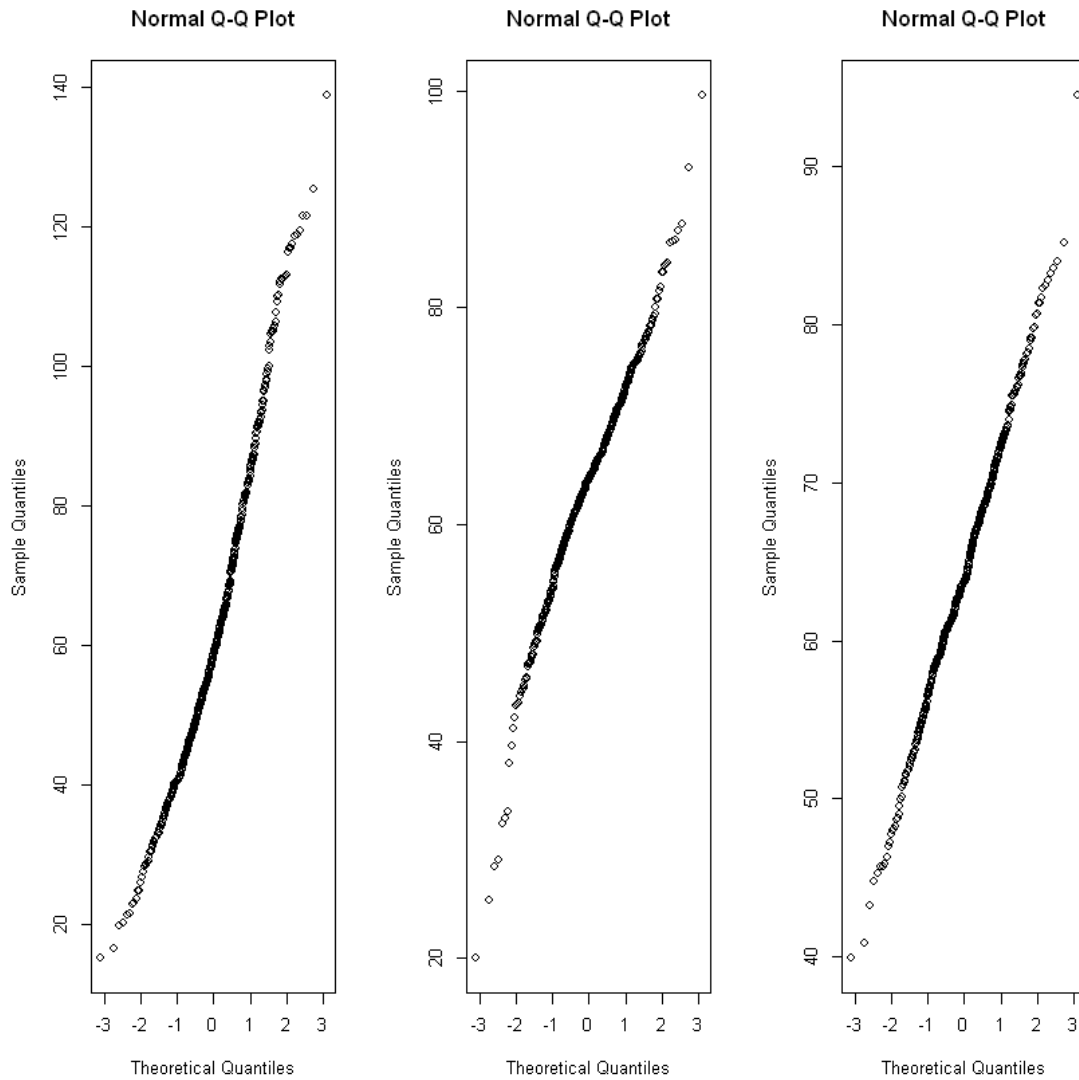 Normal Q-Q Plot
Sample Quantiles
140
120
100
80
60
40
20
-3 -2 -1 0 1 2 3
Theoretical Quantiles
Normal Q-Q Plot
Sample Quantiles
100
80
60
40
20
-3 -2 -1 0 1 2 3
Theoretical Quantiles
Normal Q-Q Plot
Sample Quantiles
90
80
70
60
50
40
-3 -2 -1 0 1 2 3
Theoretical Quantiles